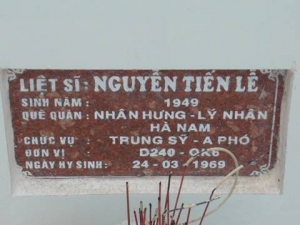 LIỆT SĨ: NGUYỄN TIẾN LÊ
SINH NĂM : 1949
QUÊ QUÁN : NHÂN HƯNG - LÝ NHÂN
HÀ NAM
CHỨC VỤ : TRUNG SỸ - A PHÓ
ĐƠN VỊ : D240 - QK6
NGÀY HY SINH: 24 - 03 - 1969